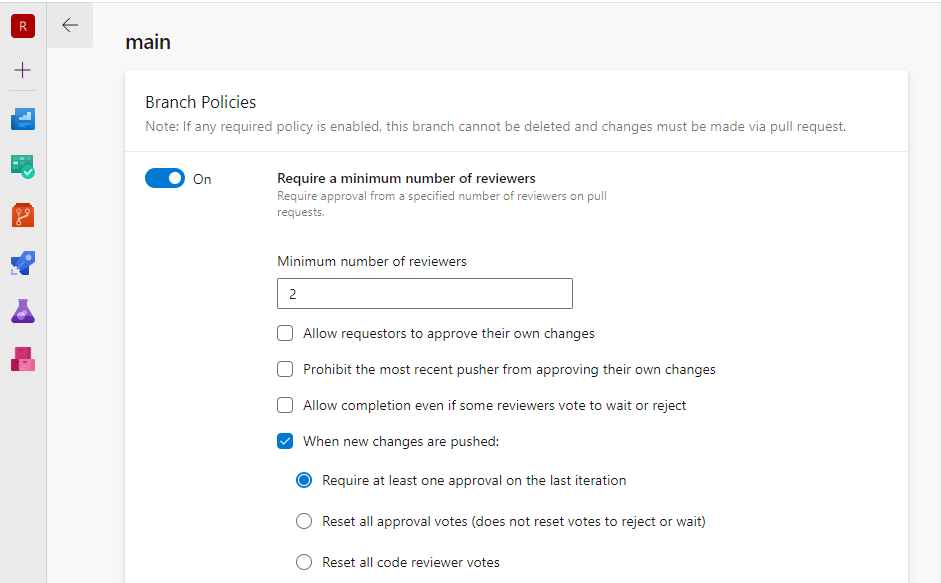 R
main
Branch Policies
Note: If any required policy is enabled, this branch cannot be deleted and changes must be made via pull request.
On
Require a minimum number of reviewers
Require approval from a specified number of reviewers on pull
requests.
Minimum number of reviewers
2
Allow requestors to approve their own changes
Prohibit the most recent pusher from approving their own changes
Allow completion even if some reviewers vote to wait or reject
When new changes are pushed:
Require at least one approval on the last iteration
Reset all approval votes (does not reset votes to reject or wait)
Reset all code reviewer votes